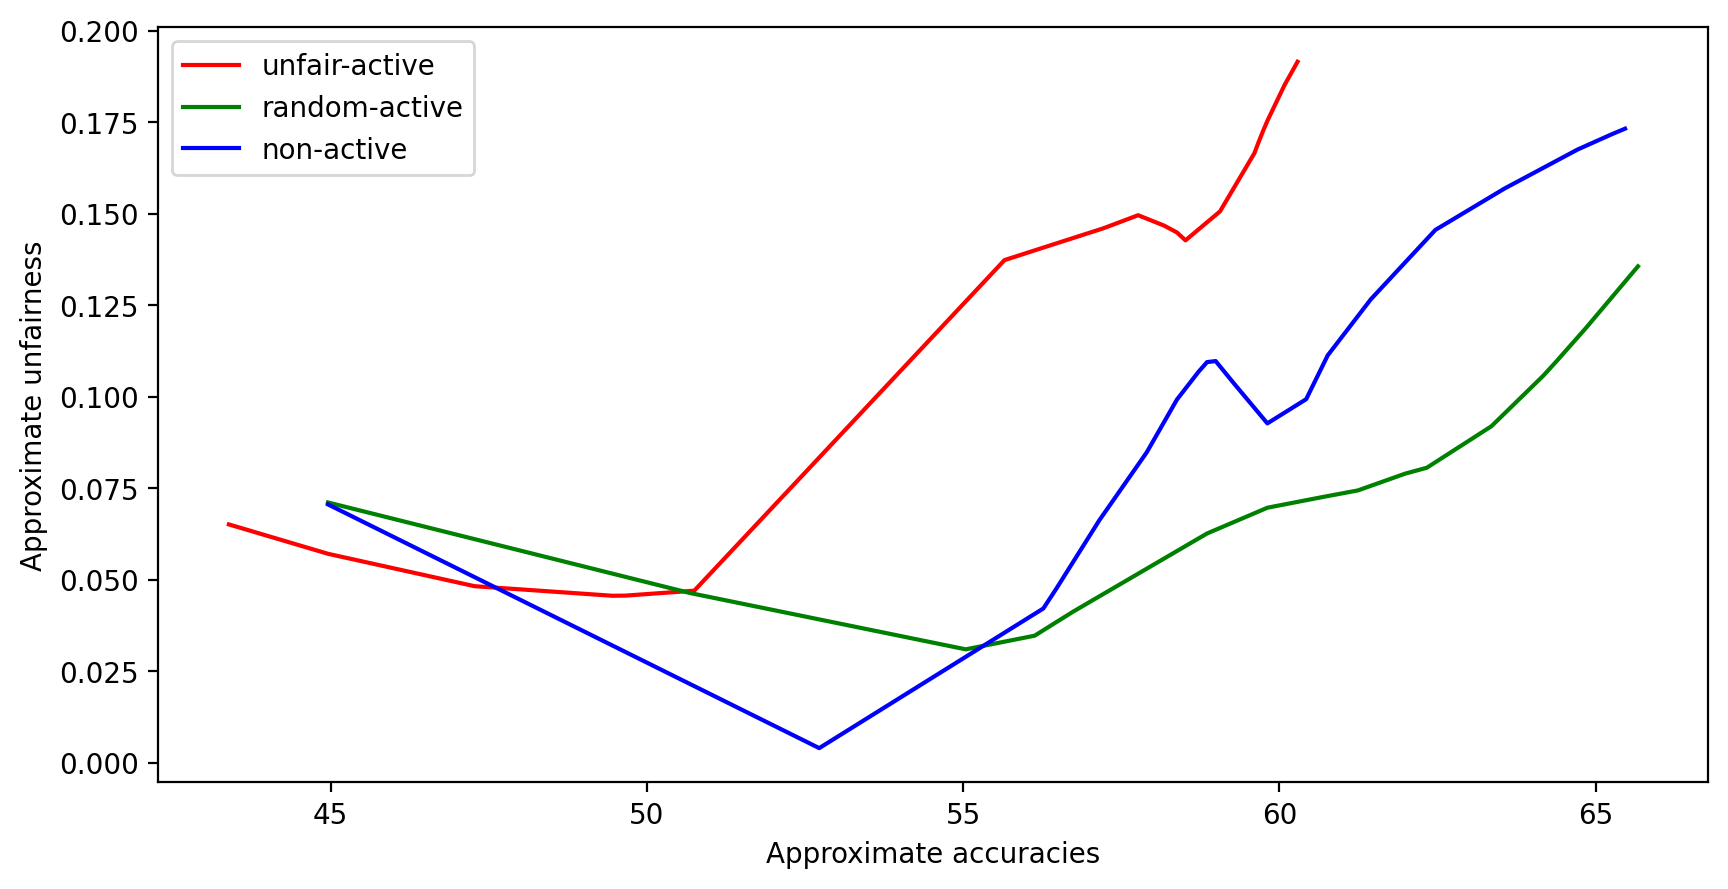 0.200
0.175
0.150
0.125
0.100
0.075
0.050
0.025
0.000
Approximate unfairness
unfair-active
random-active
non-active
45 50 55 60 65
Approximate accuracies